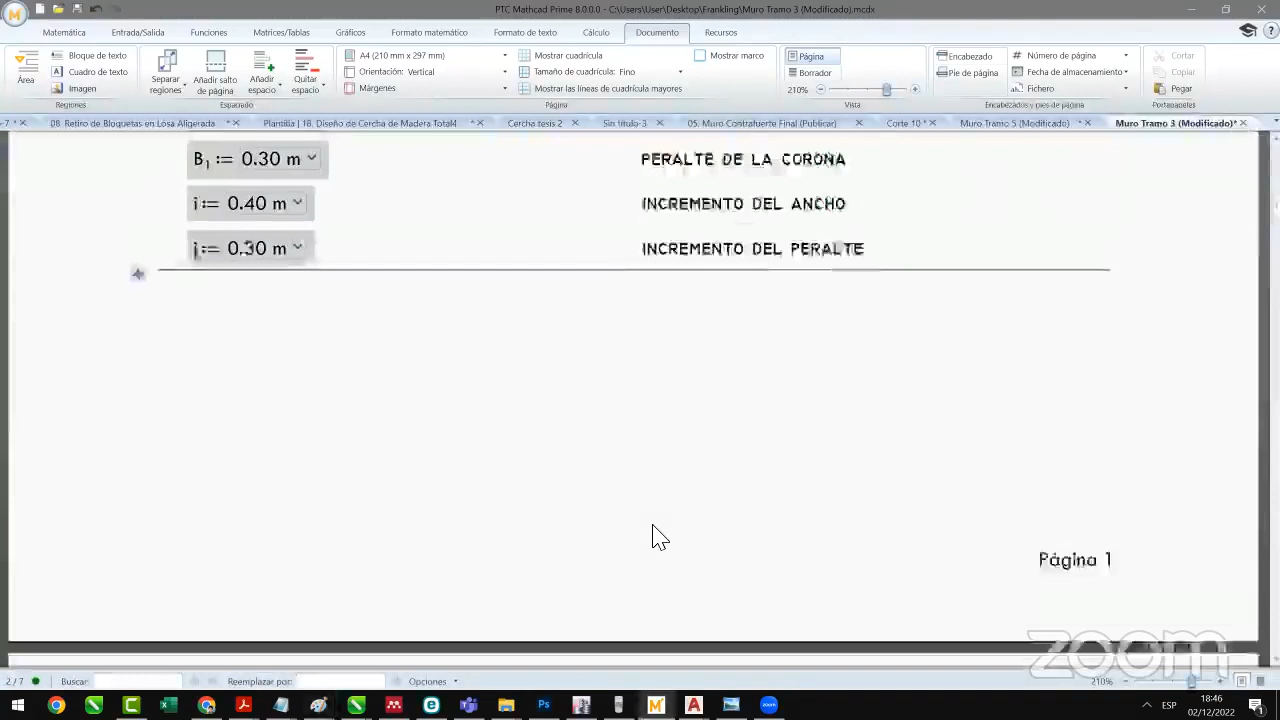 PTC Mathcad Prime 8.0.0.0 - C:\Users\User\Desktop\Frankling\Muro Tramo 3 (Modificado).mcdx
Matemática Entrada/Salida Funciones Matrices/Tablas Gráficos Formato matemático Formato de texto Cálculo Documento Recursos
Área
Bloque de texto
Cuadro de texto
Imagen
Regiones
Separar regiones
Añadir salto de página
Añadir espacio
Quitar espacio
Espaciado
A4 (210 mm x 297 mm)
Orientación: Vertical
Márgenes
Mostrar cuadrícula
Tamaño de cuadrícula: Fino
Mostrar las líneas de cuadrícula mayores
Mostrar marco
Página
Página
Borrador
210%
Vista
Encabezado
Pie de página
Número de página
Fecha de almacenamiento
Fichero
Encabezados y pies de página
Cortar
Copiar
Pegar
Portapapeles
-7 * 08. Retiro de Bloquetas en Losa Aligerada * Plantilla | 18. Diseño de Cercha de Madera Total4 * Cercha tesis 2 Sin título-3 05. Muro Contrafuerte Final (Publicar) Corte 10 * Muro Tramo 5 (Modificado) * Muro Tramo 3 (Modificado)*
B1 := 0.30 m PERALTE DE LA CORONA
i := 0.40 m INCREMENTO DEL ANCHO
j := 0.30 m INCREMENTO DEL PERALTE
Página 1
zoom
2 / 7 Buscar: Reemplazar por: Opciones 210%
ESP
18:46
02/12/2022